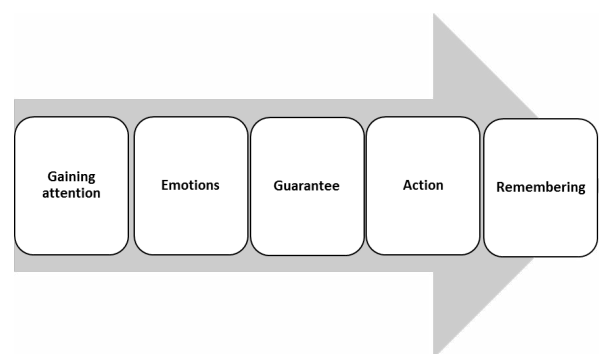 Gaining
attention
Emotions
Guarantee
Action
Remembering